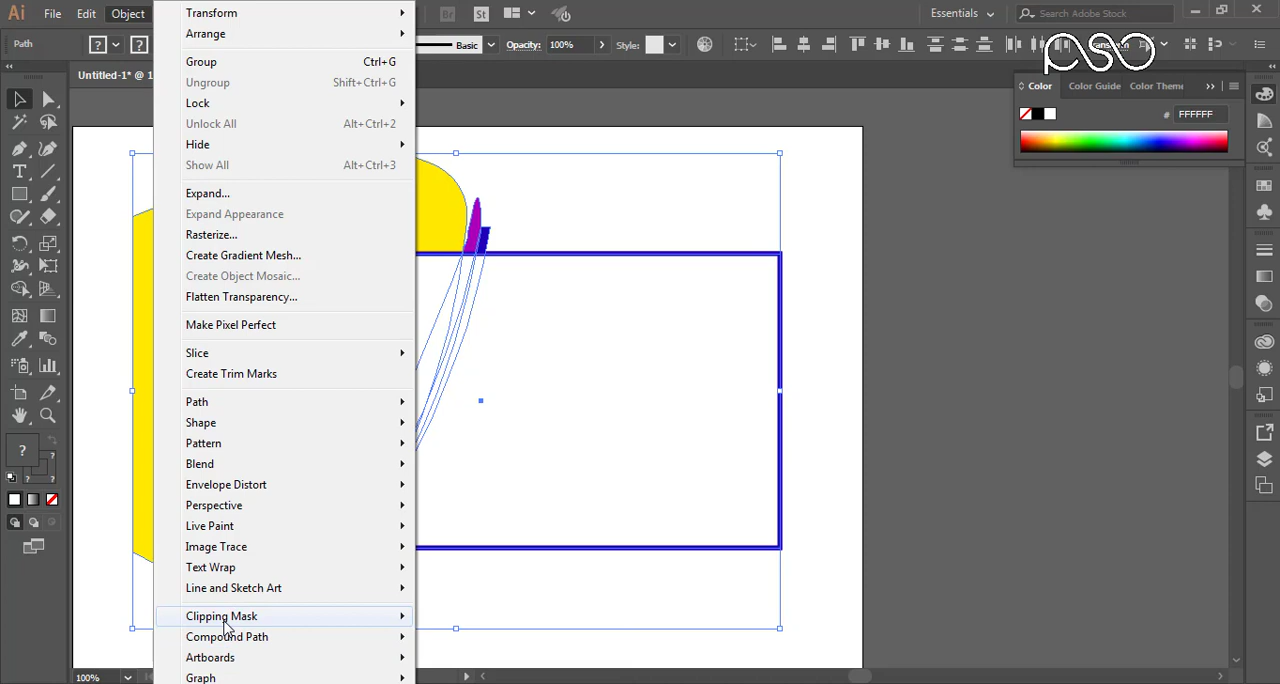 Ai File Edit Object Br St Essentials Search Adobe Stock
Path ? ? Basic Opacity: 100% Style:
Untitled-1* @ 1
PSO
Color Color Guide Color Theme
# FFFFFF
Transform
Arrange
Group Ctrl+G
Ungroup Shift+Ctrl+G
Lock
Unlock All Alt+Ctrl+2
Hide
Show All Alt+Ctrl+3
Expand...
Expand Appearance
Rasterize...
Create Gradient Mesh...
Create Object Mosaic...
Flatten Transparency...
Make Pixel Perfect
Slice
Create Trim Marks
Path
Shape
Pattern
Blend
Envelope Distort
Perspective
Live Paint
Image Trace
Text Wrap
Line and Sketch Art
Clipping Mask
Compound Path
Artboards
Graph
T
?
?
?
100%